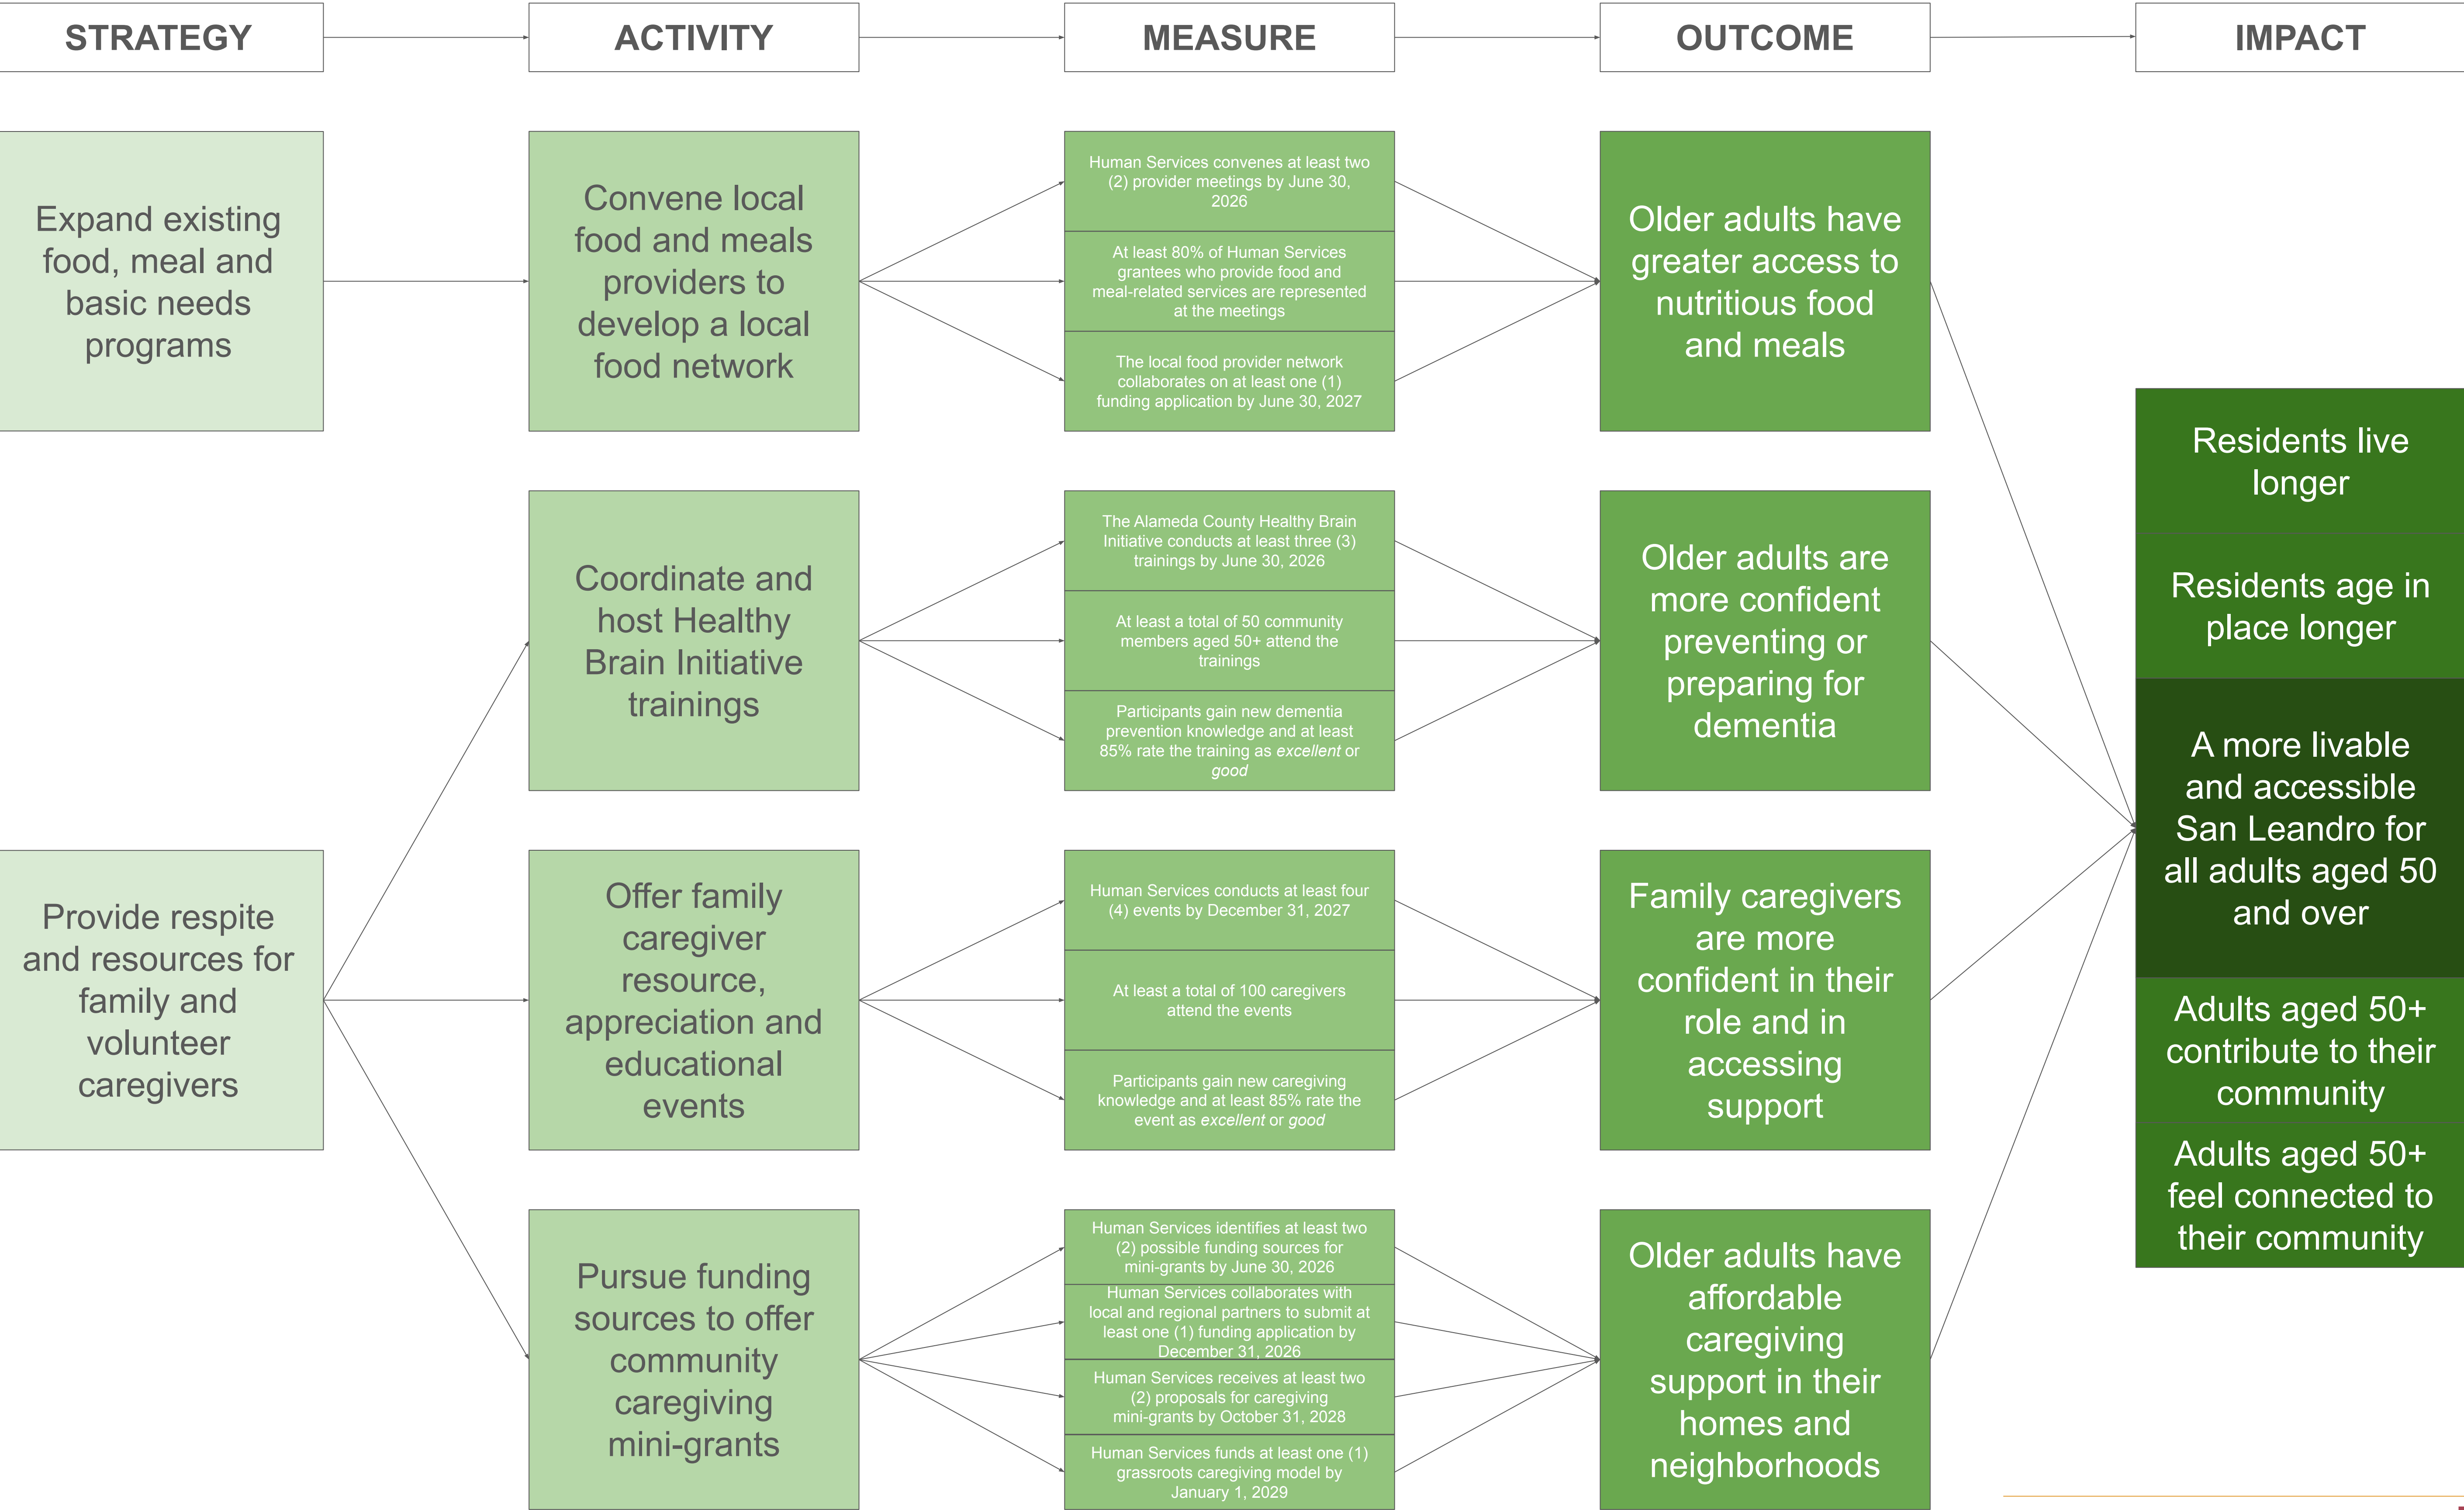 STRATEGY
ACTIVITY
MEASURE
OUTCOME
IMPACT
Expand existing
food, meal and
basic needs
programs
Convene local
food and meals
providers to
develop a local
food network
Human Services convenes at least two
(2) provider meetings by June 30,
2026
At least 80% of Human Services
grantees who provide food and
meal-related services are represented
at the meetings
The local food provider network
collaborates on at least one (1)
funding application by June 30, 2027
Older adults have
greater access to
nutritious food
and meals
Coordinate and
host Healthy
Brain Initiative
trainings
The Alameda County Healthy Brain
Initiative conducts at least three (3)
trainings by June 30, 2026
At least a total of 50 community
members aged 50+ attend the
trainings
Participants gain new dementia
prevention knowledge and at least
85% rate the training as excellent or
good
Older adults are
more confident
preventing or
preparing for
dementia
Provide respite
and resources for
family and
volunteer
caregivers
Offer family
caregiver
resource,
appreciation and
educational
events
Human Services conducts at least four
(4) events by December 31, 2027
At least a total of 100 caregivers
attend the events
Participants gain new caregiving
knowledge and at least 85% rate the
event as excellent or good
Family caregivers
are more
confident in their
role and in
accessing
support
Pursue funding
sources to offer
community
caregiving
mini-grants
Human Services identifies at least two
(2) possible funding sources for
mini-grants by June 30, 2026
Human Services collaborates with
local and regional partners to submit at
least one (1) funding application by
December 31, 2026
Human Services receives at least two
(2) proposals for caregiving
mini-grants by October 31, 2028
Human Services funds at least one (1)
grassroots caregiving model by
January 1, 2029
Older adults have
affordable
caregiving
support in their
homes and
neighborhoods
Residents live
longer
Residents age in
place longer
A more livable
and accessible
San Leandro for
all adults aged 50
and over
Adults aged 50+
contribute to their
community
Adults aged 50+
feel connected to
their community